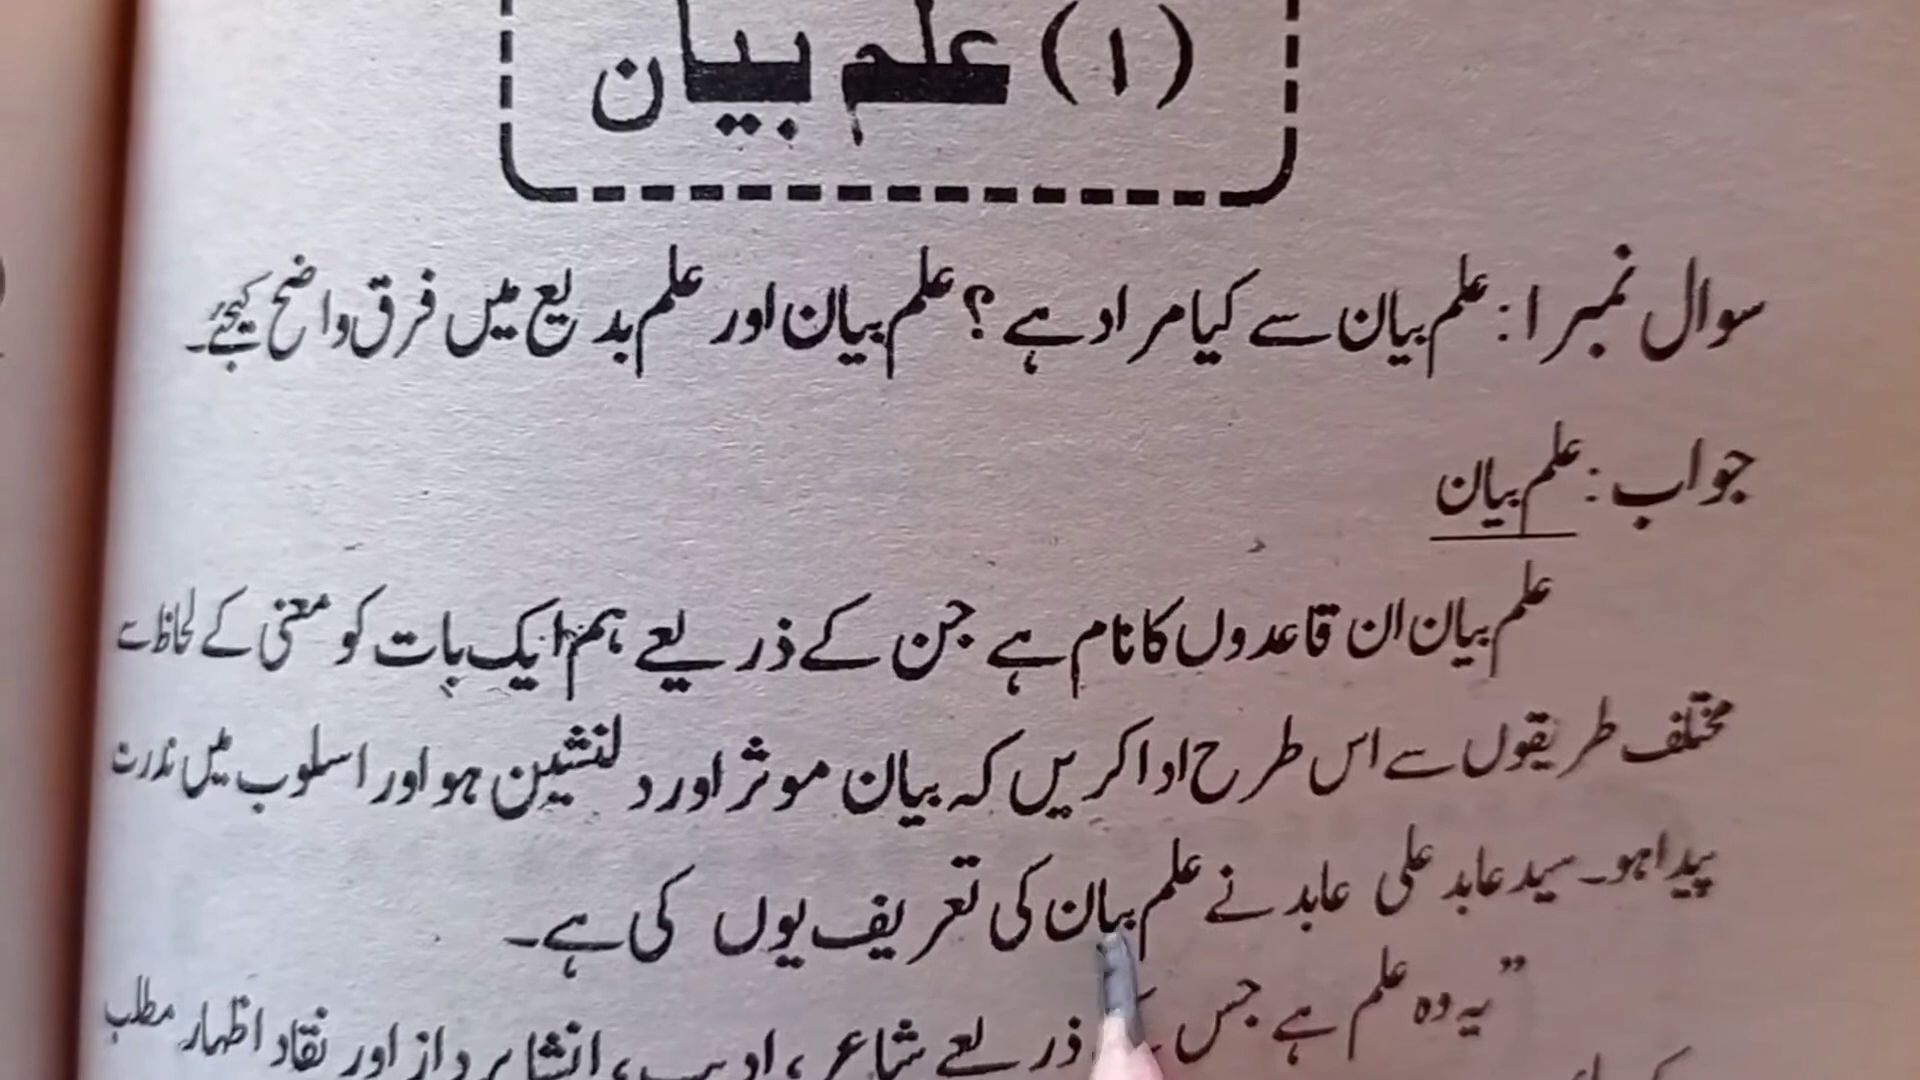 (۱) علم بیان
سوال نمبر ۱: علم بیان سے کیا مراد ہے؟ علم بیان اور علم بدیع میں فرق واضح کیجئے۔
جواب: علم بیان
علم بیان ان قاعدوں کا نام ہے جن کے ذریعے ہم ایک بات کو معنی کے لحاظ سے
مختلف طریقوں سے اس طرح ادا کریں کہ بیان موثر اور دلنشین ہو اور اسلوب میں ندرت
پیدا ہو۔ سید عابد علی عابد نے علم بیان کی تعریف یوں کی ہے۔
”یہ وہ علم ہے جس ذریعے شاعر، ادیب، انشا پرداز اور نقاد اظہار مطلب